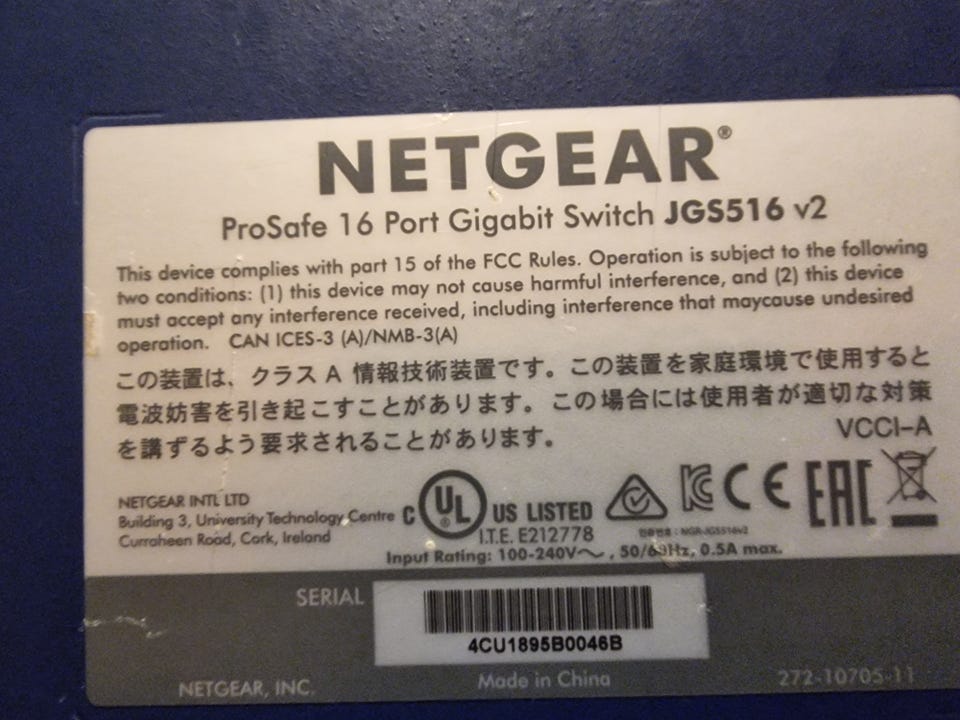 NETGEAR®
ProSafe 16 Port Gigabit Switch JGS516 v2
This device complies with part 15 of the FCC Rules. Operation is subject to the following
two conditions: (1) this device may not cause harmful interference, and (2) this device
must accept any interference received, including interference that maycause undesired
operation. CAN ICES-3 (A)/NMB-3(A)
この装置は、クラス A 情報技術装置です。この装置を家庭環境で使用すると
電波妨害を引き起こすことがあります。この場合には使用者が適切な対策
を講ずるよう要求されることがあります。
VCCI-A
NETGEAR INTL LTD
Building 3, University Technology Centre
Curraheen Road, Cork, Ireland
C UL® US LISTED
I.T.E. E212778
KC CE EAC
인증번호 : NGR-JGS516v2
Input Rating: 100-240V～, 50/60Hz, 0.5A max.
SERIAL
4CU1895B0046B
NETGEAR, INC.
Made in China
272-10705-11